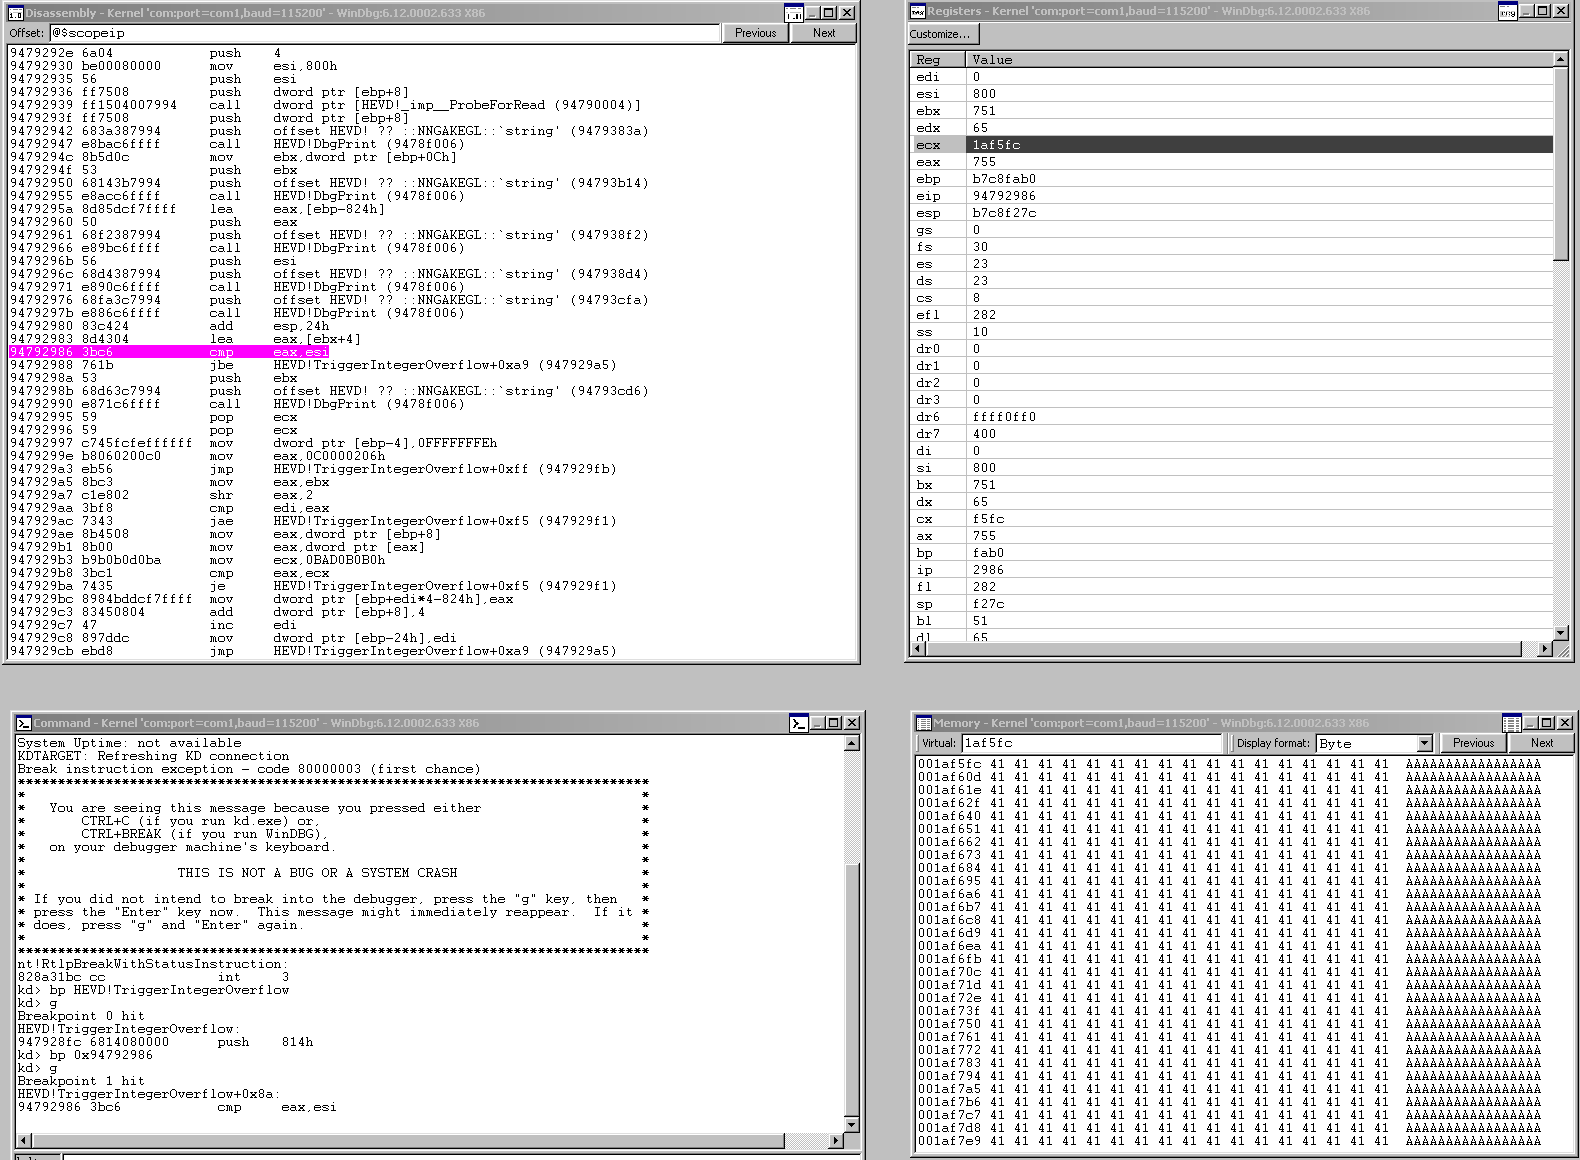 Disassembly - Kernel 'com:port=com1,baud=115200' - WinDbg:6.12.0002.633 X86
Offset: @$scopeip
Previous
Next
9479292e 6a04 push 4
94792930 be00080000 mov esi,800h
94792935 56 push esi
94792936 ff7508 push dword ptr [ebp+8]
94792939 ff1504007994 call dword ptr [HEVD!_imp__ProbeForRead (94790004)]
9479293f ff7508 push dword ptr [ebp+8]
94792942 683a387994 push offset HEVD! ?? ::NNGAKEGL::`string' (9479383a)
94792947 e8bac6ffff call HEVD!DbgPrint (9478f006)
9479294c 8b5d0c mov ebx,dword ptr [ebp+0Ch]
9479294f 53 push ebx
94792950 68143b7994 push offset HEVD! ?? ::NNGAKEGL::`string' (94793b14)
94792955 e8acc6ffff call HEVD!DbgPrint (9478f006)
9479295a 8d85dcf7ffff lea eax,[ebp-824h]
94792960 50 push eax
94792961 68f2387994 push offset HEVD! ?? ::NNGAKEGL::`string' (947938f2)
94792966 e89bc6ffff call HEVD!DbgPrint (9478f006)
9479296b 56 push esi
9479296c 68d4387994 push offset HEVD! ?? ::NNGAKEGL::`string' (947938d4)
94792971 e890c6ffff call HEVD!DbgPrint (9478f006)
94792976 68fa3c7994 push offset HEVD! ?? ::NNGAKEGL::`string' (94793cfa)
9479297b e886c6ffff call HEVD!DbgPrint (9478f006)
94792980 83c424 add esp,24h
94792983 8d4304 lea eax,[ebx+4]
94792986 3bc6 cmp eax,esi
94792988 761b jbe HEVD!TriggerIntegerOverflow+0xa9 (947929a5)
9479298a 53 push ebx
9479298b 68d63c7994 push offset HEVD! ?? ::NNGAKEGL::`string' (94793cd6)
94792990 e871c6ffff call HEVD!DbgPrint (9478f006)
94792995 59 pop ecx
94792996 59 pop ecx
94792997 c745fcfeffffff mov dword ptr [ebp-4],0FFFFFFFEh
9479299e b8060200c0 mov eax,0C0000206h
947929a3 eb56 jmp HEVD!TriggerIntegerOverflow+0xff (947929fb)
947929a5 8bc3 mov eax,ebx
947929a7 c1e802 shr eax,2
947929aa 3bf8 cmp edi,eax
947929ac 7343 jae HEVD!TriggerIntegerOverflow+0xf5 (947929f1)
947929ae 8b4508 mov eax,dword ptr [ebp+8]
947929b1 8b00 mov eax,dword ptr [eax]
947929b3 b9b0b0d0ba mov ecx,0BAD0B0B0h
947929b8 3bc1 cmp eax,ecx
947929ba 7435 je HEVD!TriggerIntegerOverflow+0xf5 (947929f1)
947929bc 8984bddcf7ffff mov dword ptr [ebp+edi*4-824h],eax
947929c3 83450804 add dword ptr [ebp+8],4
947929c7 47 inc edi
947929c8 897ddc mov dword ptr [ebp-24h],edi
947929cb ebd8 jmp HEVD!TriggerIntegerOverflow+0xa9 (947929a5)
Registers - Kernel 'com:port=com1,baud=115200' - WinDbg:6.12.0002.633 X86
Customize...
Reg Value
edi 0
esi 800
ebx 751
edx 65
ecx 1af5fc
eax 755
ebp b7c8fab0
eip 94792986
esp b7c8f27c
gs 0
fs 30
es 23
ds 23
cs 8
efl 282
ss 10
dr0 0
dr1 0
dr2 0
dr3 0
dr6 ffff0ff0
dr7 400
di 0
si 800
bx 751
dx 65
cx f5fc
ax 755
bp fab0
ip 2986
fl 282
sp f27c
bl 51
dl 65
Command - Kernel 'com:port=com1,baud=115200' - WinDbg:6.12.0002.633 X86
System Uptime: not available
KDTARGET: Refreshing KD connection
Break instruction exception - code 80000003 (first chance)
*******************************************************************************
* *
* You are seeing this message because you pressed either *
* CTRL+C (if you run kd.exe) or, *
* CTRL+BREAK (if you run WinDBG), *
* on your debugger machine's keyboard. *
* *
* THIS IS NOT A BUG OR A SYSTEM CRASH *
* *
* If you did not intend to break into the debugger, press the "g" key, then *
* press the "Enter" key now. This message might immediately reappear. If it *
* does, press "g" and "Enter" again. *
* *
*******************************************************************************
nt!RtlpBreakWithStatusInstruction:
828a31bc cc int 3
kd> bp HEVD!TriggerIntegerOverflow
kd> g
Breakpoint 0 hit
HEVD!TriggerIntegerOverflow:
947928fc 6814080000 push 814h
kd> bp 0x94792986
kd> g
Breakpoint 1 hit
HEVD!TriggerIntegerOverflow+0x8a:
94792986 3bc6 cmp eax,esi
Memory - Kernel 'com:port=com1,baud=115200' - WinDbg:6.12.0002.633 X86
Virtual: 1af5fc
Display format: Byte
Previous
Next
001af5fc 41 41 41 41 41 41 41 41 41 41 41 41 41 41 41 41 41 AAAAAAAAAAAAAAAAA
001af60d 41 41 41 41 41 41 41 41 41 41 41 41 41 41 41 41 41 AAAAAAAAAAAAAAAAA
001af61e 41 41 41 41 41 41 41 41 41 41 41 41 41 41 41 41 41 AAAAAAAAAAAAAAAAA
001af62f 41 41 41 41 41 41 41 41 41 41 41 41 41 41 41 41 41 AAAAAAAAAAAAAAAAA
001af640 41 41 41 41 41 41 41 41 41 41 41 41 41 41 41 41 41 AAAAAAAAAAAAAAAAA
001af651 41 41 41 41 41 41 41 41 41 41 41 41 41 41 41 41 41 AAAAAAAAAAAAAAAAA
001af662 41 41 41 41 41 41 41 41 41 41 41 41 41 41 41 41 41 AAAAAAAAAAAAAAAAA
001af673 41 41 41 41 41 41 41 41 41 41 41 41 41 41 41 41 41 AAAAAAAAAAAAAAAAA
001af684 41 41 41 41 41 41 41 41 41 41 41 41 41 41 41 41 41 AAAAAAAAAAAAAAAAA
001af695 41 41 41 41 41 41 41 41 41 41 41 41 41 41 41 41 41 AAAAAAAAAAAAAAAAA
001af6a6 41 41 41 41 41 41 41 41 41 41 41 41 41 41 41 41 41 AAAAAAAAAAAAAAAAA
001af6b7 41 41 41 41 41 41 41 41 41 41 41 41 41 41 41 41 41 AAAAAAAAAAAAAAAAA
001af6c8 41 41 41 41 41 41 41 41 41 41 41 41 41 41 41 41 41 AAAAAAAAAAAAAAAAA
001af6d9 41 41 41 41 41 41 41 41 41 41 41 41 41 41 41 41 41 AAAAAAAAAAAAAAAAA
001af6ea 41 41 41 41 41 41 41 41 41 41 41 41 41 41 41 41 41 AAAAAAAAAAAAAAAAA
001af6fb 41 41 41 41 41 41 41 41 41 41 41 41 41 41 41 41 41 AAAAAAAAAAAAAAAAA
001af70c 41 41 41 41 41 41 41 41 41 41 41 41 41 41 41 41 41 AAAAAAAAAAAAAAAAA
001af71d 41 41 41 41 41 41 41 41 41 41 41 41 41 41 41 41 41 AAAAAAAAAAAAAAAAA
001af72e 41 41 41 41 41 41 41 41 41 41 41 41 41 41 41 41 41 AAAAAAAAAAAAAAAAA
001af73f 41 41 41 41 41 41 41 41 41 41 41 41 41 41 41 41 41 AAAAAAAAAAAAAAAAA
001af750 41 41 41 41 41 41 41 41 41 41 41 41 41 41 41 41 41 AAAAAAAAAAAAAAAAA
001af761 41 41 41 41 41 41 41 41 41 41 41 41 41 41 41 41 41 AAAAAAAAAAAAAAAAA
001af772 41 41 41 41 41 41 41 41 41 41 41 41 41 41 41 41 41 AAAAAAAAAAAAAAAAA
001af783 41 41 41 41 41 41 41 41 41 41 41 41 41 41 41 41 41 AAAAAAAAAAAAAAAAA
001af794 41 41 41 41 41 41 41 41 41 41 41 41 41 41 41 41 41 AAAAAAAAAAAAAAAAA
001af7a5 41 41 41 41 41 41 41 41 41 41 41 41 41 41 41 41 41 AAAAAAAAAAAAAAAAA
001af7b6 41 41 41 41 41 41 41 41 41 41 41 41 41 41 41 41 41 AAAAAAAAAAAAAAAAA
001af7c7 41 41 41 41 41 41 41 41 41 41 41 41 41 41 41 41 41 AAAAAAAAAAAAAAAAA
001af7d8 41 41 41 41 41 41 41 41 41 41 41 41 41 41 41 41 41 AAAAAAAAAAAAAAAAA
001af7e9 41 41 41 41 41 41 41 41 41 41 41 41 41 41 41 41 41 AAAAAAAAAAAAAAAAA